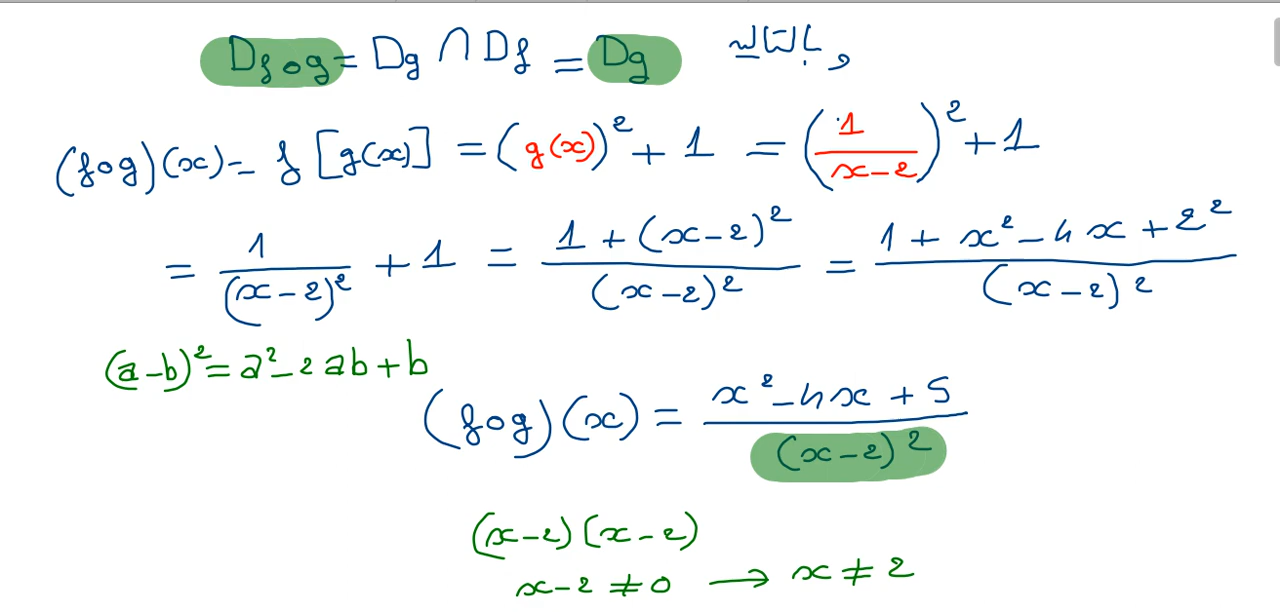 Dfog = Dg ∩ Df = Dg
(fog)(x) = f[g(x)] = (g(x))² + 1 = (1/(x-2))² + 1
= 1/(x-2)² + 1 = (1 + (x-2)²)/(x-2)² = (1 + x² - 4x + 2²)/(x-2)²
(a-b)² = a² - 2ab + b
(fog)(x) = (x² - 4x + 5)/(x-2)²
(x-2)(x-2)
x-2 ≠ 0 → x ≠ 2